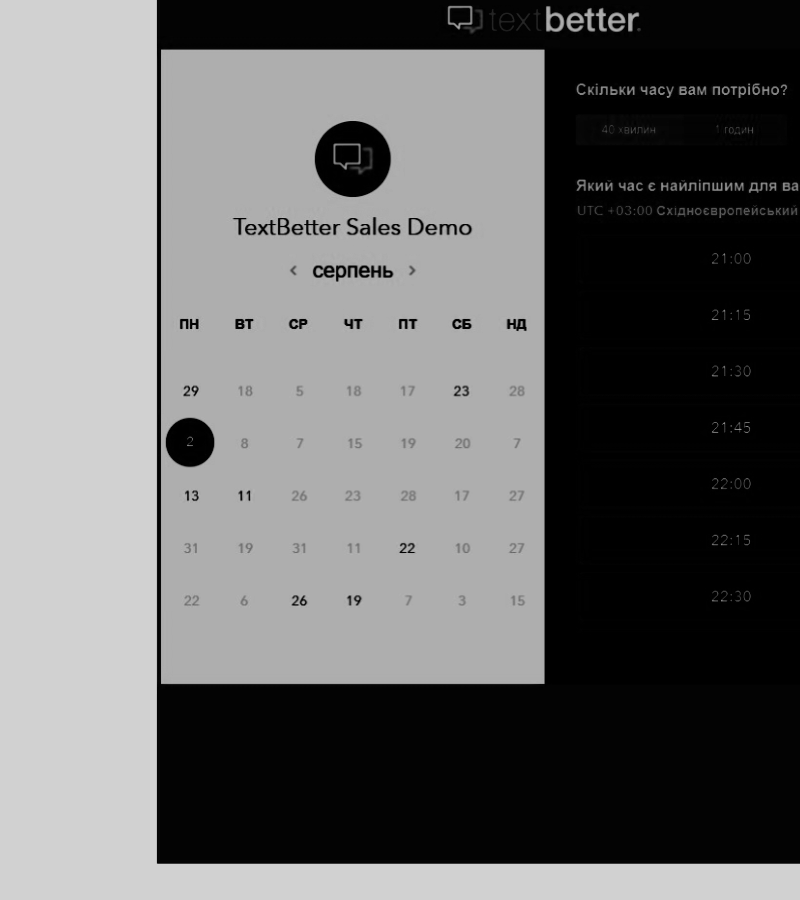 textbetter.
TextBetter Sales Demo
‹ серпень ›
ПН ВТ СР ЧТ ПТ СБ НД
29 18 5 18 17 23 28
2 8 7 15 19 20 7
13 11 26 23 28 17 27
31 19 31 11 22 10 27
22 6 26 19 7 3 15
Скільки часу вам потрібно?
40 хвилин 1 годин
Який час є найліпшим для ва
UTC +03:00 Східноєвропейський
21:00
21:15
21:30
21:45
22:00
22:15
22:30